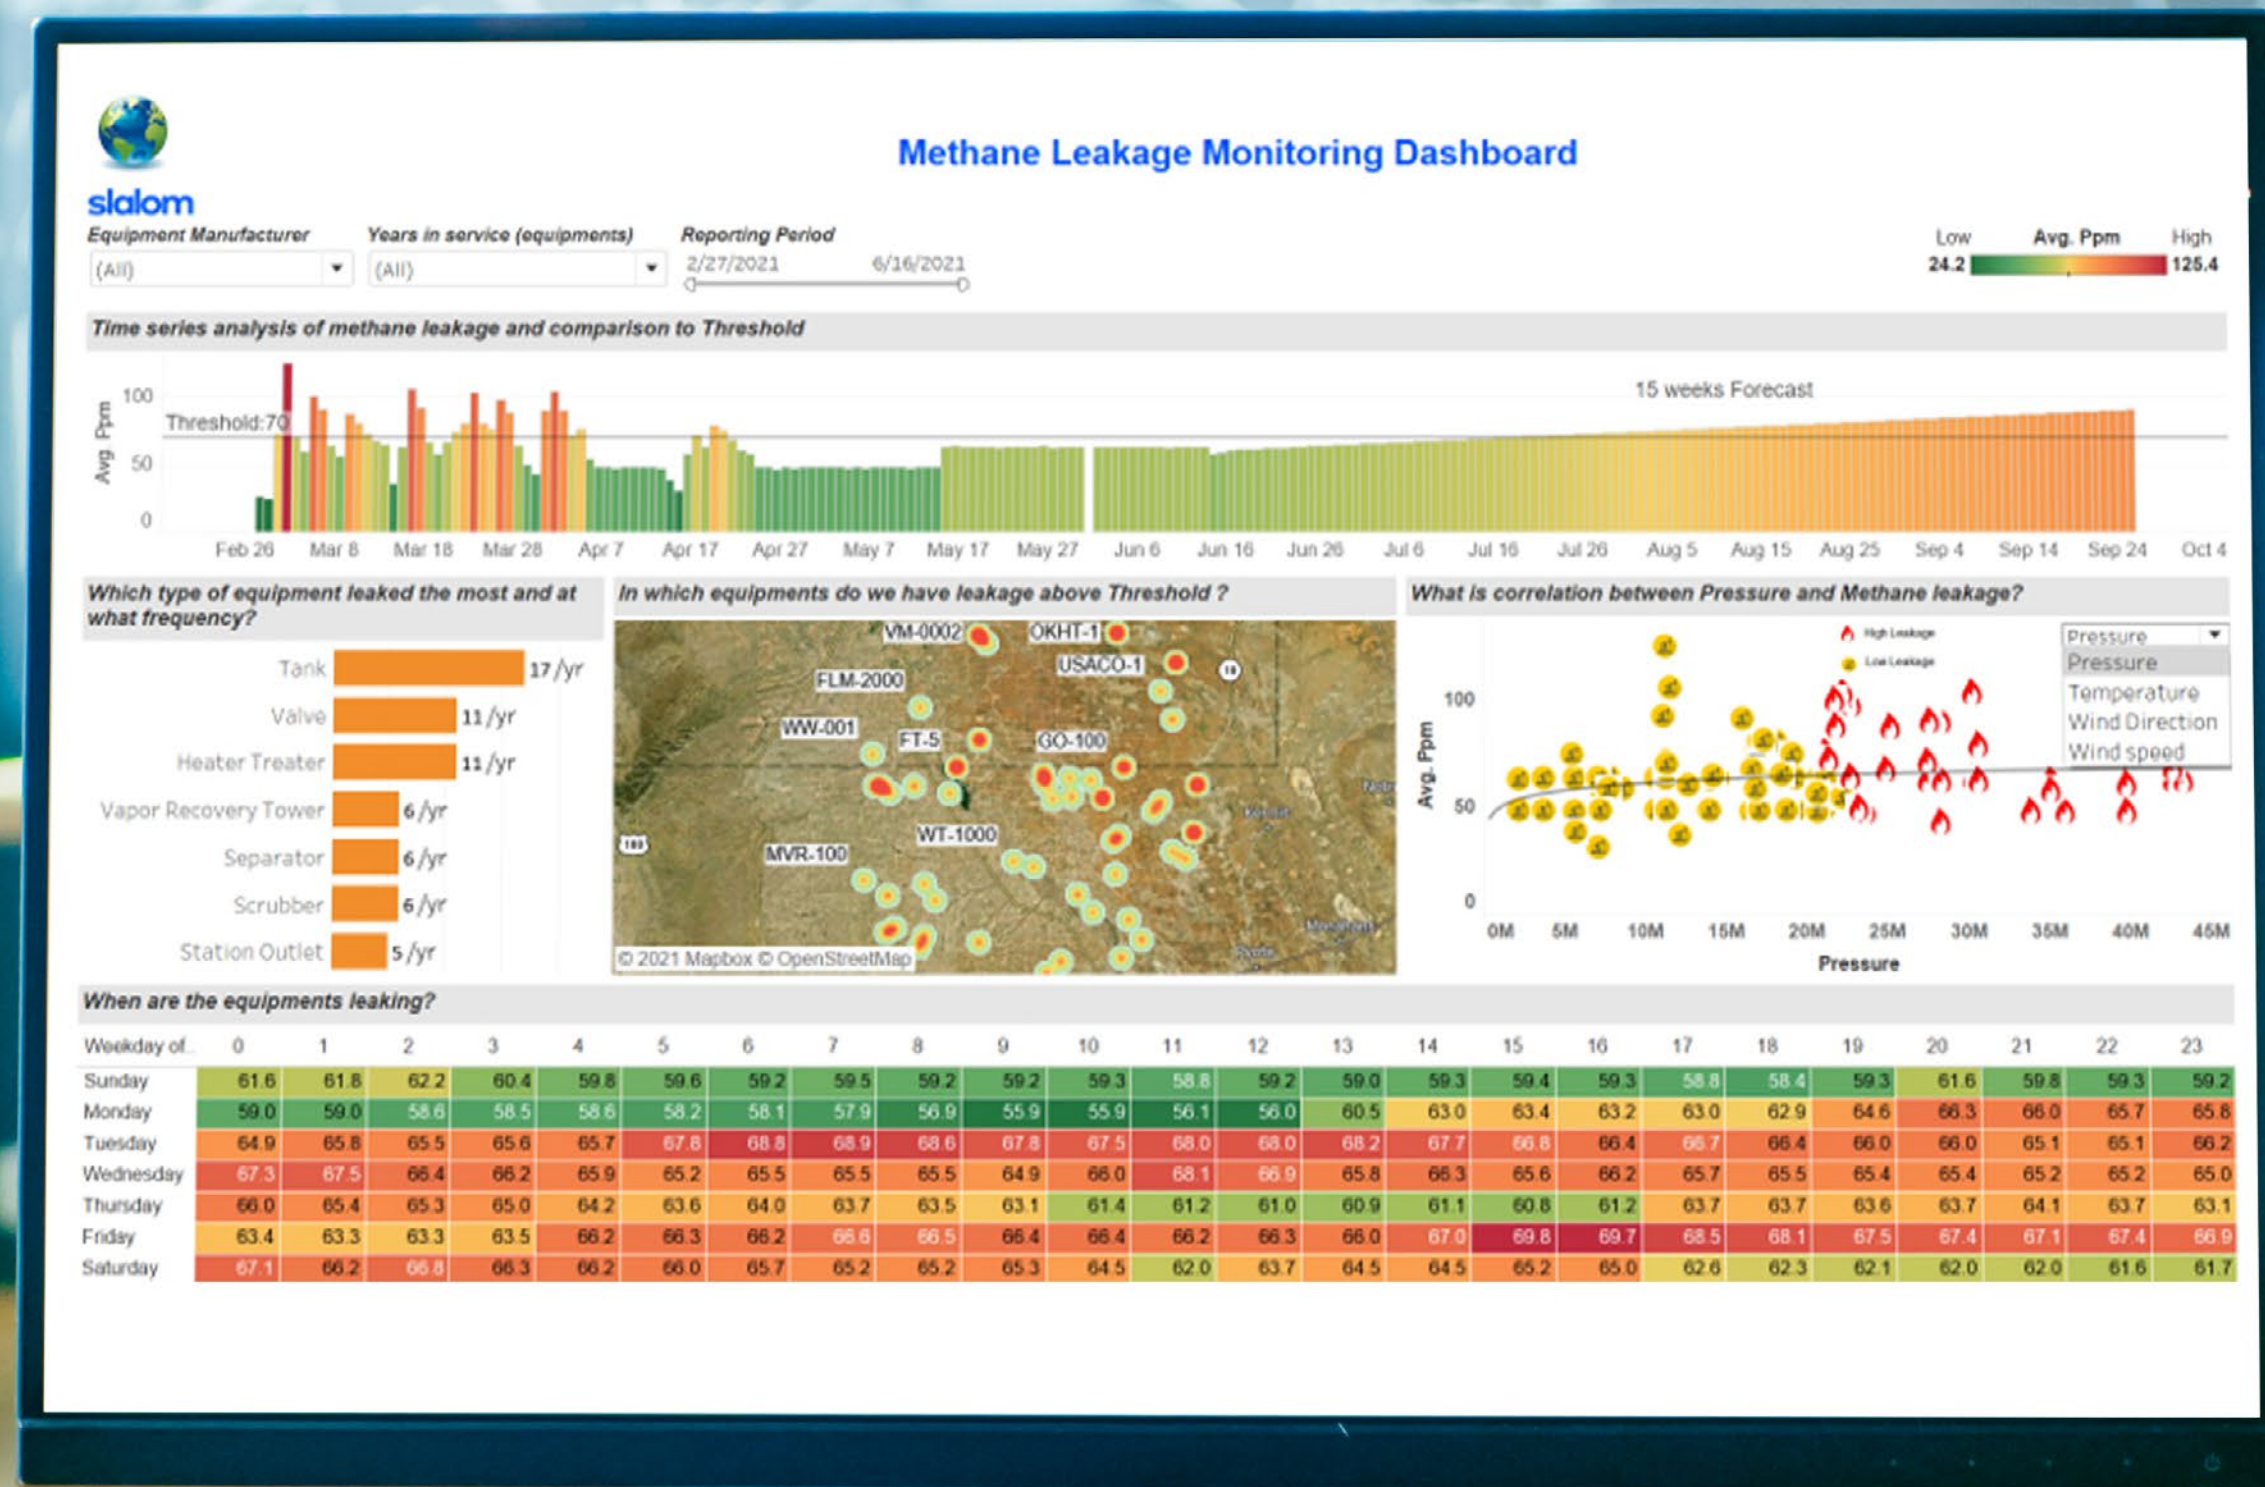 slalom
Methane Leakage Monitoring Dashboard
Equipment Manufacturer
(All)
Years in service (equipments)
(All)
Reporting Period
2/27/2021 6/16/2021
Low Avg. Ppm High
24.2 125.4
Time series analysis of methane leakage and comparison to Threshold
Avg. Ppm
100
50
0
Threshold:70
15 weeks Forecast
Feb 26 Mar 8 Mar 18 Mar 28 Apr 7 Apr 17 Apr 27 May 7 May 17 May 27 Jun 6 Jun 16 Jun 26 Jul 6 Jul 16 Jul 26 Aug 5 Aug 15 Aug 25 Sep 4 Sep 14 Sep 24 Oct 4
Which type of equipment leaked the most and at
what frequency?
Tank 17 /yr
Valve 11 /yr
Heater Treater 11 /yr
Vapor Recovery Tower 6 /yr
Separator 6 /yr
Scrubber 6 /yr
Station Outlet 5 /yr
In which equipments do we have leakage above Threshold ?
VM-0002 OKHT-1
USACO-1
18
FLM-2000
WW-001
FT-5 GO-100
Kermit
WT-1000
180
MVR-100
Monahans
Pyote
© 2021 Mapbox © OpenStreetMap
What is correlation between Pressure and Methane leakage?
High Leakage
Low Leakage
Pressure
Pressure
Temperature
Wind Direction
Wind speed
Avg. Ppm
100
50
0
0M 5M 10M 15M 20M 25M 30M 35M 40M 45M
Pressure
When are the equipments leaking?
Weekday of.. 0 1 2 3 4 5 6 7 8 9 10 11 12 13 14 15 16 17 18 19 20 21 22 23
Sunday 61.6 61.8 62.2 60.4 59.8 59.6 59.2 59.5 59.2 59.2 59.3 58.8 59.2 59.0 59.3 59.4 59.3 58.8 58.4 59.3 61.6 59.8 59.3 59.2
Monday 59.0 59.0 58.6 58.5 58.6 58.2 58.1 57.9 56.9 55.9 55.9 56.1 56.0 60.5 63.0 63.4 63.2 63.0 62.9 64.6 66.3 66.0 65.7 65.8
Tuesday 64.9 65.8 65.5 65.6 65.7 67.8 68.8 68.9 68.6 67.8 67.5 68.0 68.0 68.2 67.7 66.8 66.4 66.7 66.4 66.0 66.0 65.1 65.1 66.2
Wednesday 67.3 67.5 66.4 66.2 65.9 65.2 65.5 65.5 65.5 64.9 66.0 68.1 66.9 65.8 66.3 65.6 66.2 65.7 65.5 65.4 65.4 65.2 65.2 65.0
Thursday 66.0 65.4 65.3 65.0 64.2 63.6 64.0 63.7 63.5 63.1 61.4 61.2 61.0 60.9 61.1 60.8 61.2 63.7 63.7 63.6 63.7 64.1 63.7 63.1
Friday 63.4 63.3 63.3 63.5 66.2 66.3 66.2 66.6 66.5 66.4 66.4 66.2 66.3 66.0 67.0 69.8 69.7 68.5 68.1 67.5 67.4 67.1 67.4 66.9
Saturday 67.1 66.2 66.8 66.3 66.2 66.0 65.7 65.2 65.2 65.3 64.5 62.0 63.7 64.5 64.5 65.2 65.0 62.6 62.3 62.1 62.0 62.0 61.6 61.7